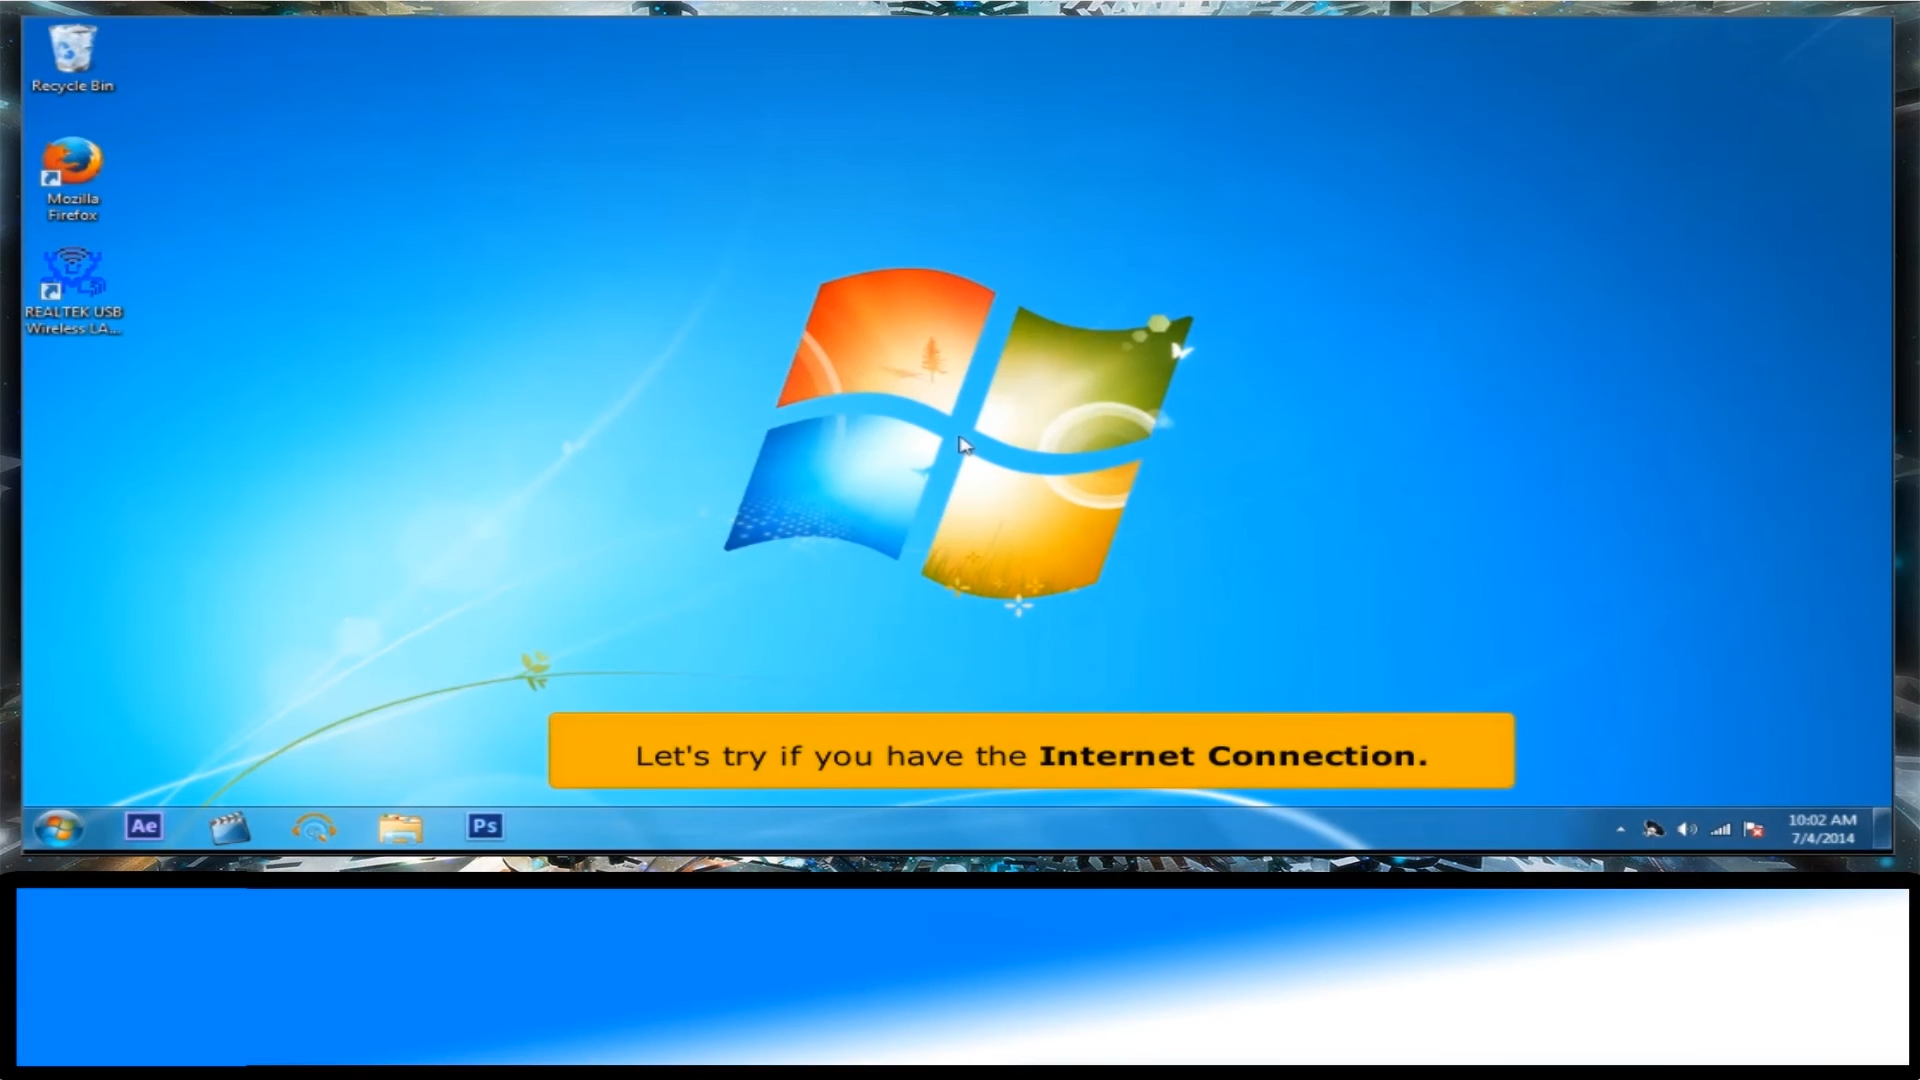 Recycle Bin
Mozilla
Firefox
REALTEK USB
Wireless LA...
Let's try if you have the Internet Connection.
Ae
Ps
10:02 AM
7/4/2014